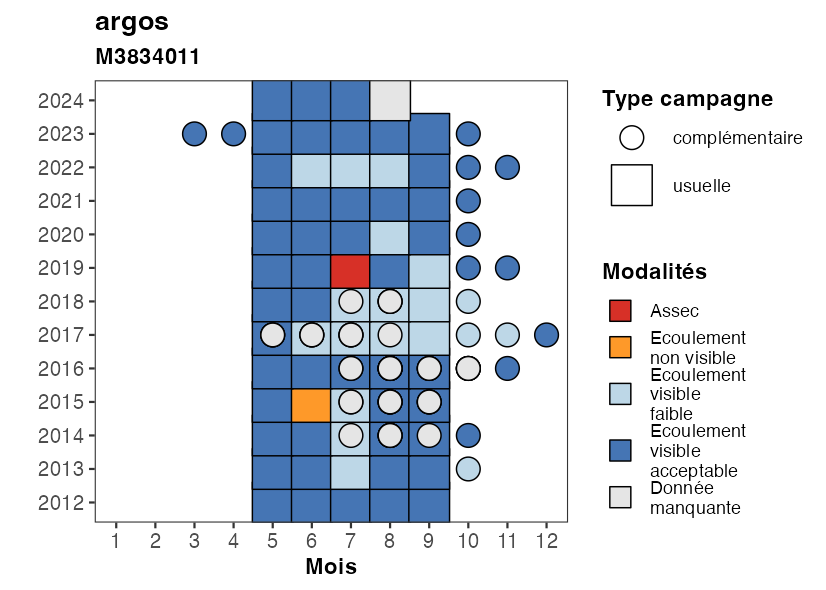 argos
M3834011
2024
2023
2022
2021
2020
2019
2018
2017
2016
2015
2014
2013
2012
1 2 3 4 5 6 7 8 9 10 11 12
Mois
Type campagne
complémentaire
usuelle
Modalités
Assec
Ecoulement
non visible
Ecoulement
visible
faible
Ecoulement
visible
acceptable
Donnée
manquante